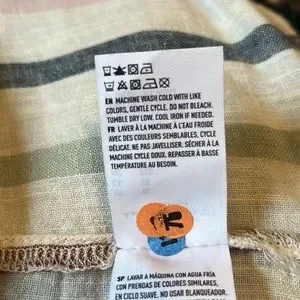 EN MACHINE WASH COLD WITH LIKE
COLORS, GENTLE CYCLE. DO NOT BLEACH.
TUMBLE DRY LOW. COOL IRON IF NEEDED.
FR LAVER À LA MACHINE À L'EAU FROIDE
AVEC DES COULEURS SEMBLABLES, CYCLE
DÉLICAT. NE PAS JAVELLISER. SÉCHER À LA
MACHINE CYCLE DOUX. REPASSER À BASSE
TEMPÉRATURE AU BESOIN.
SP LAVAR A MÁQUINA CON AGUA FRÍA
CON PRENDAS DE COLORES SIMILARES,
EN CICLO SUAVE. NO USAR BLANQUEADOR.